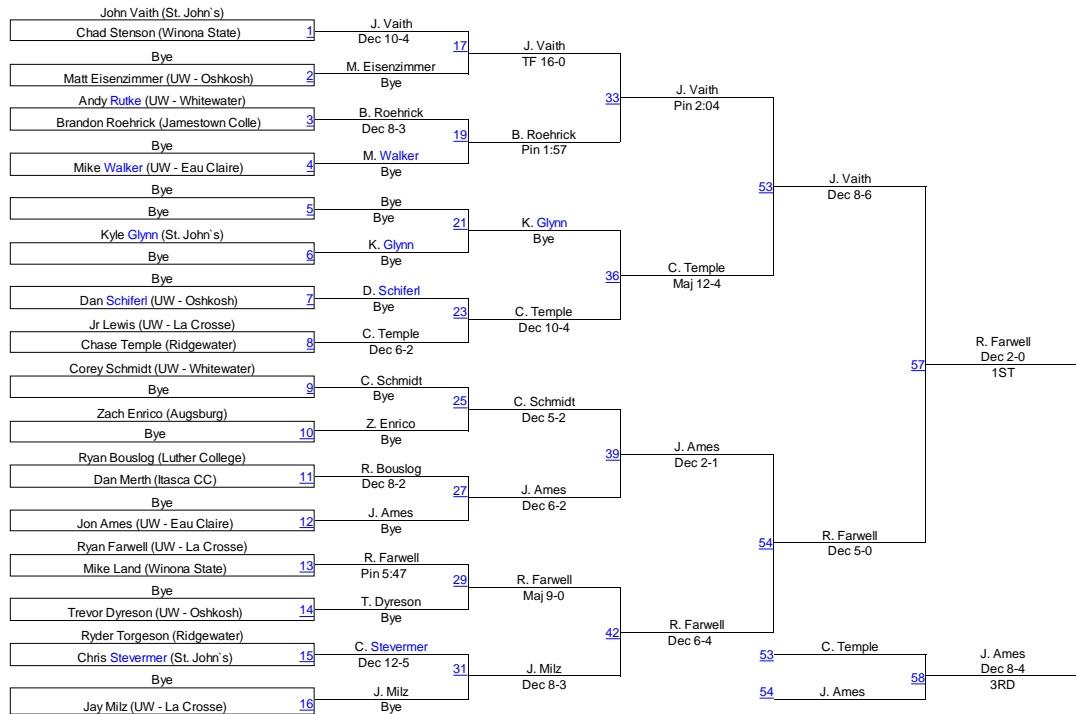 John Vaith (St. John`s)
Chad Stenson (Winona State)
1
Bye
Matt Eisenzimmer (UW - Oshkosh)
2
Andy Rutke (UW - Whitewater)
Brandon Roehrick (Jamestown Colle)
3
Bye
Mike Walker (UW - Eau Claire)
4
Bye
Bye
5
Kyle Glynn (St. John`s)
Bye
6
Bye
Dan Schiferl (UW - Oshkosh)
7
Jr Lewis (UW - La Crosse)
Chase Temple (Ridgewater)
8
Corey Schmidt (UW - Whitewater)
Bye
9
Zach Enrico (Augsburg)
Bye
10
Ryan Bouslog (Luther College)
Dan Merth (Itasca CC)
11
Bye
Jon Ames (UW - Eau Claire)
12
Ryan Farwell (UW - La Crosse)
Mike Land (Winona State)
13
Bye
Trevor Dyreson (UW - Oshkosh)
14
Ryder Torgeson (Ridgewater)
Chris Stevermer (St. John`s)
15
Bye
Jay Milz (UW - La Crosse)
16
J. Vaith
Dec 10-4
17
M. Eisenzimmer
Bye
B. Roehrick
Dec 8-3
19
M. Walker
Bye
Bye
Bye
21
K. Glynn
Bye
D. Schiferl
Bye
23
C. Temple
Dec 6-2
C. Schmidt
Bye
25
Z. Enrico
Bye
R. Bouslog
Dec 8-2
27
J. Ames
Bye
R. Farwell
Pin 5:47
29
T. Dyreson
Bye
C. Stevermer
Dec 12-5
31
J. Milz
Bye
J. Vaith
TF 16-0
33
B. Roehrick
Pin 1:57
K. Glynn
Bye
36
C. Temple
Dec 10-4
C. Schmidt
Dec 5-2
39
J. Ames
Dec 6-2
R. Farwell
Maj 9-0
42
J. Milz
Dec 8-3
J. Vaith
Pin 2:04
53
C. Temple
Maj 12-4
J. Ames
Dec 2-1
54
R. Farwell
Dec 6-4
J. Vaith
Dec 8-6
57
R. Farwell
Dec 5-0
R. Farwell
Dec 2-0
1ST
53
C. Temple
58
54
J. Ames
J. Ames
Dec 8-4
3RD